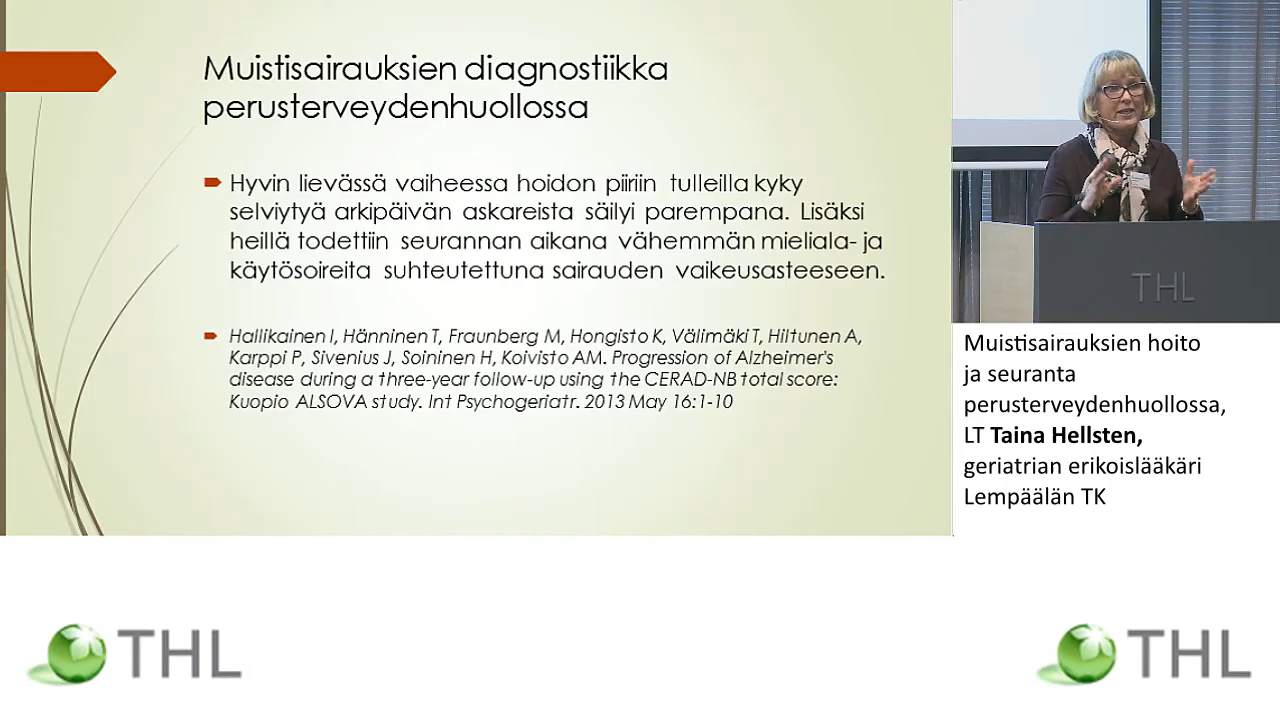 Muistisairauksien diagnostiikka
perusterveydenhuollossa
Hyvin lievässä vaiheessa hoidon piiriin tulleilla kyky
selviytyä arkipäivän askareista säilyi parempana. Lisäksi
heillä todettiin seurannan aikana vähemmän mieliala- ja
käytösoireita suhteutettuna sairauden vaikeusasteeseen.
Hallikainen I, Hänninen T, Fraunberg M, Hongisto K, Välimäki T, Hiltunen A,
Karppi P, Sivenius J, Soininen H, Koivisto AM. Progression of Alzheimer's
disease during a three-year follow-up using the CERAD-NB total score:
Kuopio ALSOVA study. Int Psychogeriatr. 2013 May 16:1-10
THL
Muistisairauksien hoito
ja seuranta
perusterveydenhuollossa,
LT Taina Hellsten,
geriatrian erikoislääkäri
Lempäälän TK
THL
THL